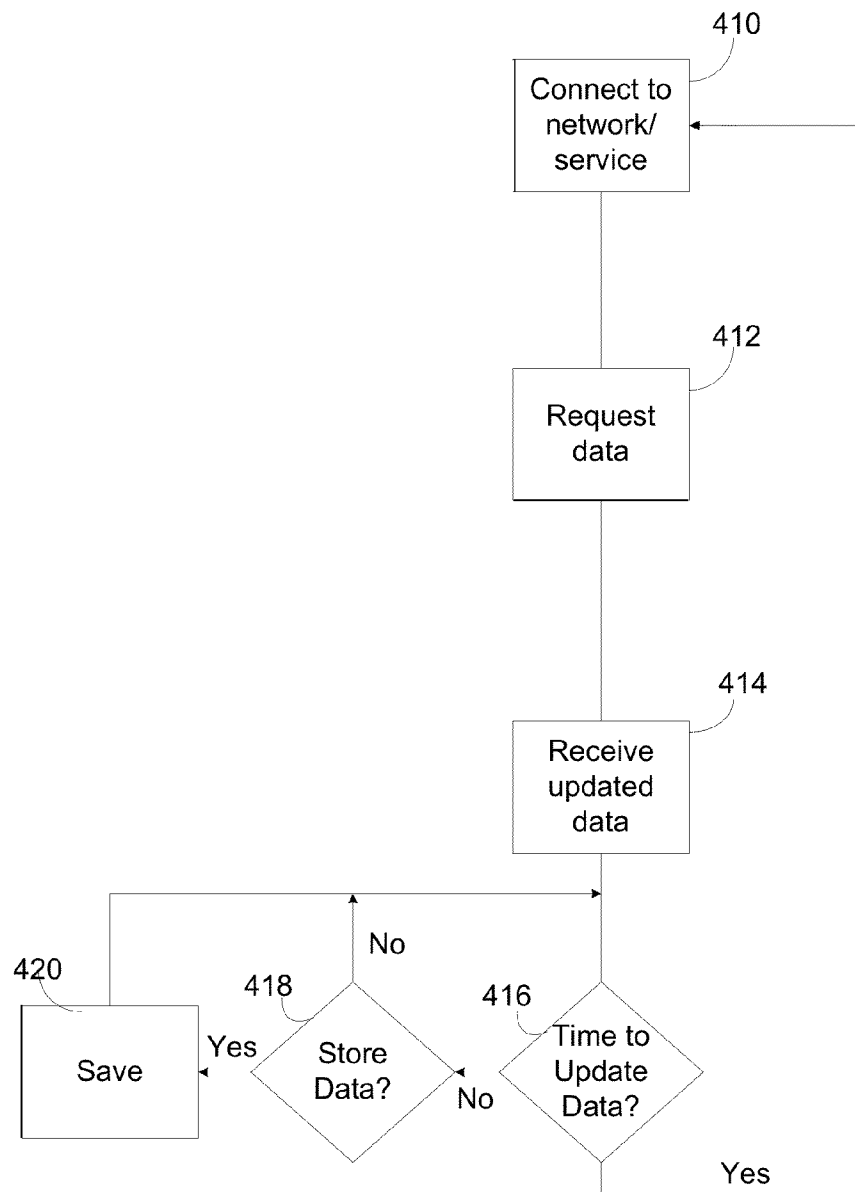 410
Connect to
network/
service
412
Request
data
414
Receive
updated
data
No
420
418
416
Save
Yes
Store
Data?
No
Time to
Update
Data?
Yes